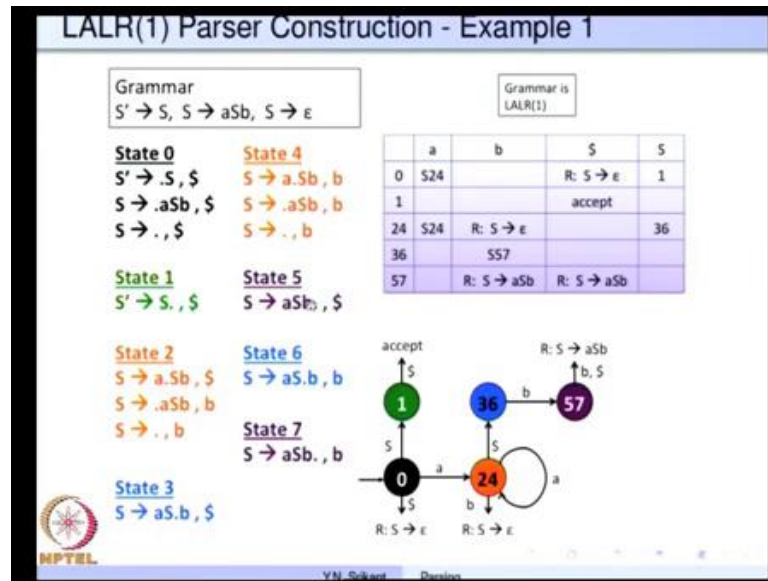 LALR(1) Parser Construction - Example 1
Grammar
S' → S, S → aSb, S → ε
Grammar is
LALR(1)
State 0
S' → .S , $
S → .aSb , $
S → . , $
State 4
S → a.Sb , b
S → .aSb , b
S → . , b
State 1
S' → S. , $
State 5
S → aSb. , $
State 2
S → a.Sb , $
S → .aSb , b
S → . , b
State 6
S → aS.b , b
State 7
S → aSb. , b
State 3
S → aS.b , $
a b $ S
0 S24 R: S → ε 1
1 accept
24 S24 R: S → ε 36
36 S57
57 R: S → aSb R: S → aSb
accept
R: S → aSb
$
b, $
1
36
b
57
S
S
0
a
24
a
$
b
R: S → ε
R: S → ε
NPTEL
Y.N. Srikant Parsing